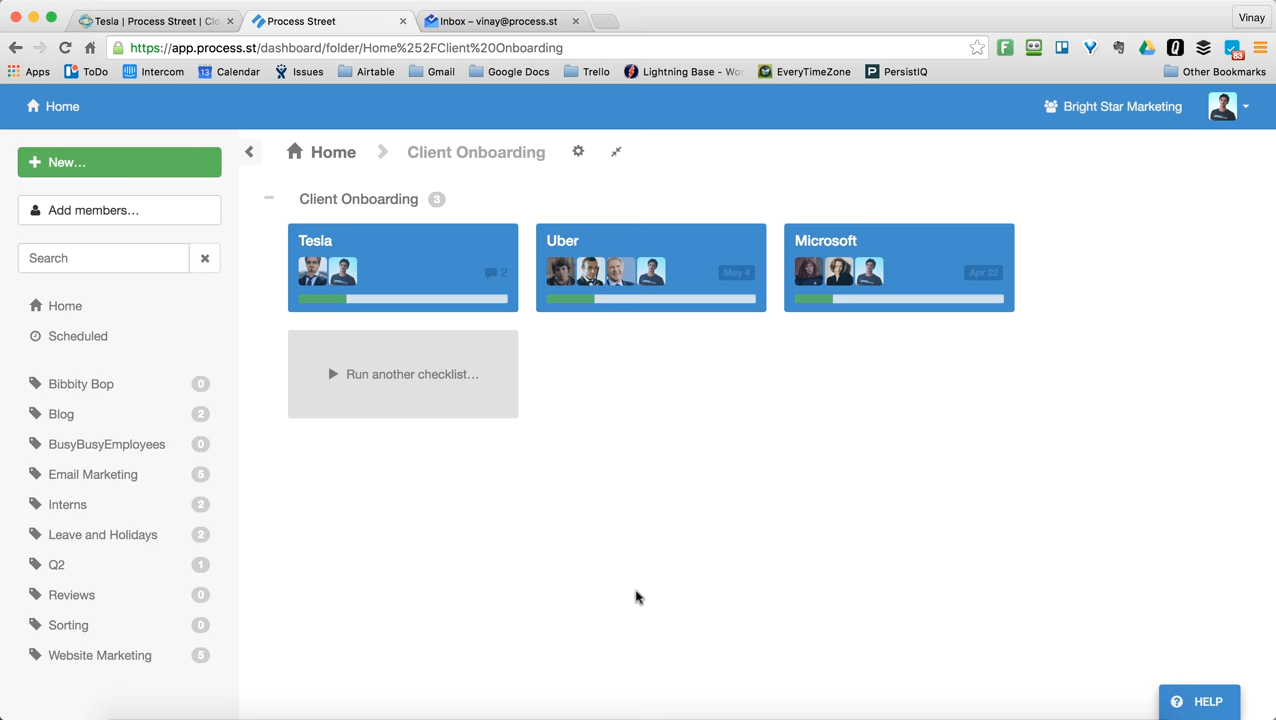 Tesla | Process Street | Clo
Process Street
Inbox – vinay@process.st
Vinay
https://app.process.st/dashboard/folder/Home%252FClient%20Onboarding
83
Apps
ToDo
Intercom
13 Calendar
Issues
Airtable
Gmail
Google Docs
Trello
Lightning Base - Wor
EveryTimeZone
PersistIQ
Other Bookmarks
Home
Bright Star Marketing
New…
Home
Client Onboarding
Add members…
Client Onboarding 3
Tesla
2
Uber
May 4
Microsoft
Apr 22
Search
Home
Scheduled
Run another checklist…
Bibbity Bop 0
Blog 2
BusyBusyEmployees 0
Email Marketing 5
Interns 2
Leave and Holidays 2
Q2 1
Reviews 0
Sorting 0
Website Marketing 5
HELP